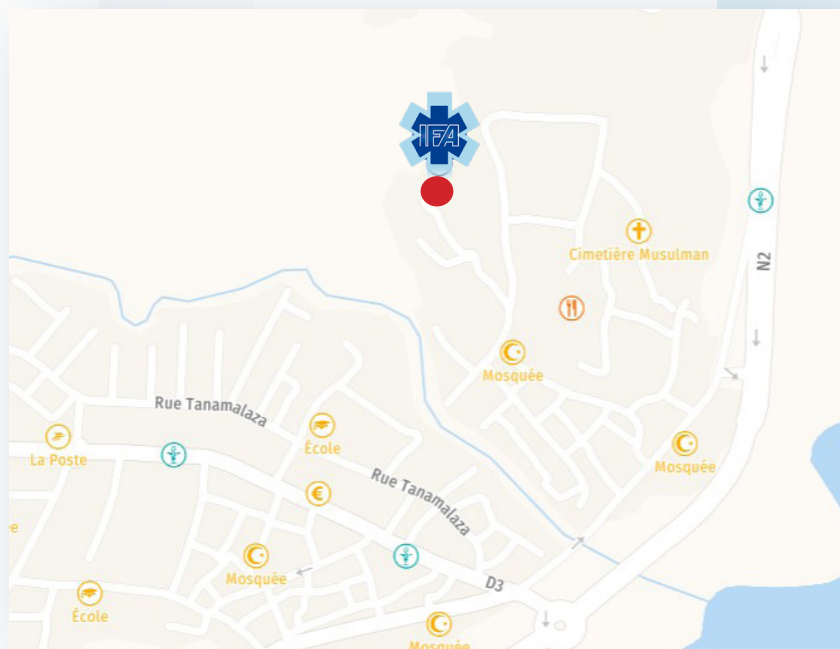 IFA
Cimetière Musulman
N2
Mosquée
Rue Tanamalaza
École
La Poste
Mosquée
Rue Tanamalaza
€
e
Mosquée
D3
École
Mosquée